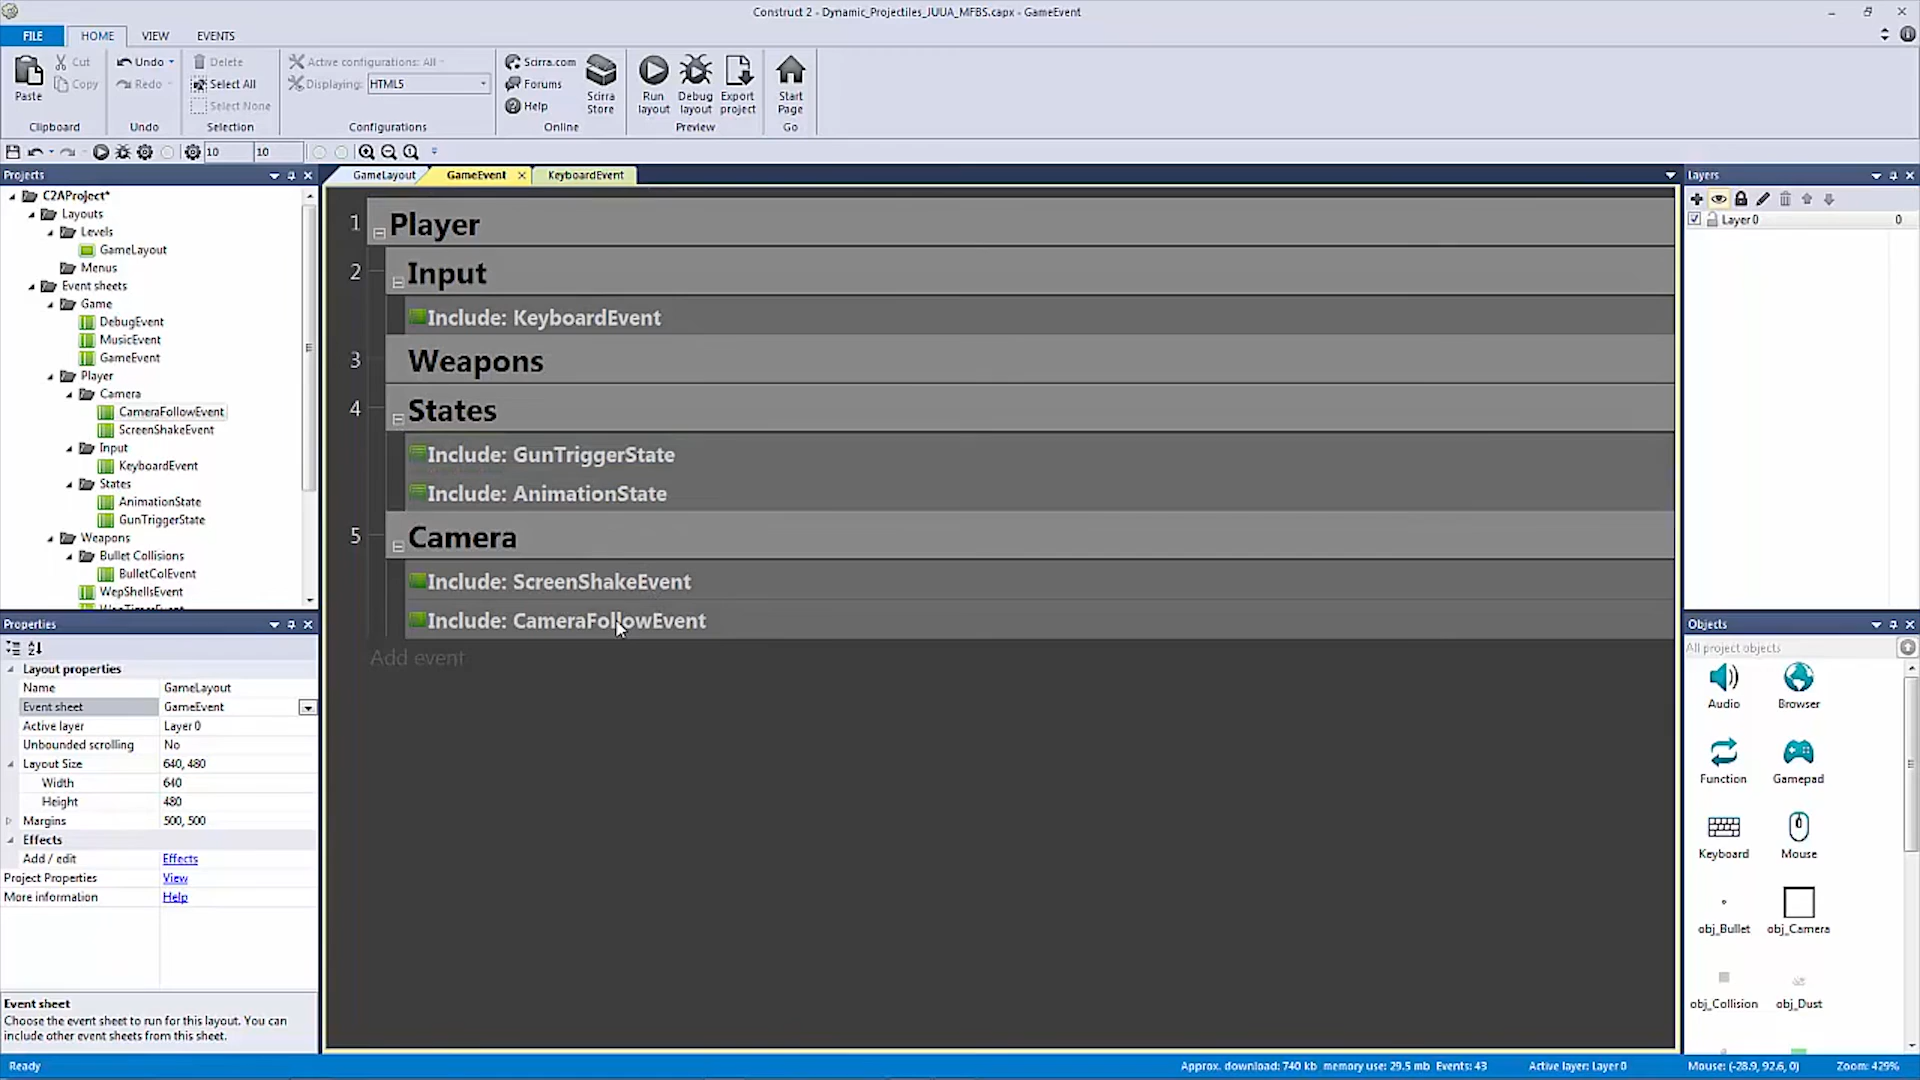 Construct 2 - Dynamic_Projectiles_JUUA_MFBS.capx - GameEvent
FILE HOME VIEW EVENTS
Paste
Cut
Copy
Clipboard
Undo
Redo
Undo
Delete
Select All
Select None
Selection
Active configurations: All
Displaying: HTML5
Configurations
Scirra.com
Forums
Help
Scirra Store
Online
Run layout
Debug layout
Export project
Preview
Start Page
Go
10 10
Projects
C2AProject*
Layouts
Levels
GameLayout
Menus
Event sheets
Game
DebugEvent
MusicEvent
GameEvent
Player
Camera
CameraFollowEvent
ScreenShakeEvent
Input
KeyboardEvent
States
AnimationState
GunTriggerState
Weapons
Bullet Collisions
BulletColEvent
WepShellsEvent
Properties
Layout properties
Name GameLayout
Event sheet GameEvent
Active layer Layer 0
Unbounded scrolling No
Layout Size 640, 480
Width 640
Height 480
Margins 500, 500
Effects
Add / edit Effects
Project Properties View
More information Help
Event sheet
Choose the event sheet to run for this layout. You can
include other event sheets from this sheet.
GameLayout GameEvent KeyboardEvent
1 Player
2 Input
Include: KeyboardEvent
3 Weapons
4 States
Include: GunTriggerState
Include: AnimationState
5 Camera
Include: ScreenShakeEvent
Include: CameraFollowEvent
Add event
Layers
Layer 0 0
Objects
All project objects
Audio Browser
Function Gamepad
Keyboard Mouse
obj_Bullet obj_Camera
obj_Collision obj_Dust
Ready
Approx. download: 740 kb memory use: 29.5 mb Events: 43
Active layer: Layer 0
Mouse: (-28.9, 92.6, 0)
Zoom: 429%